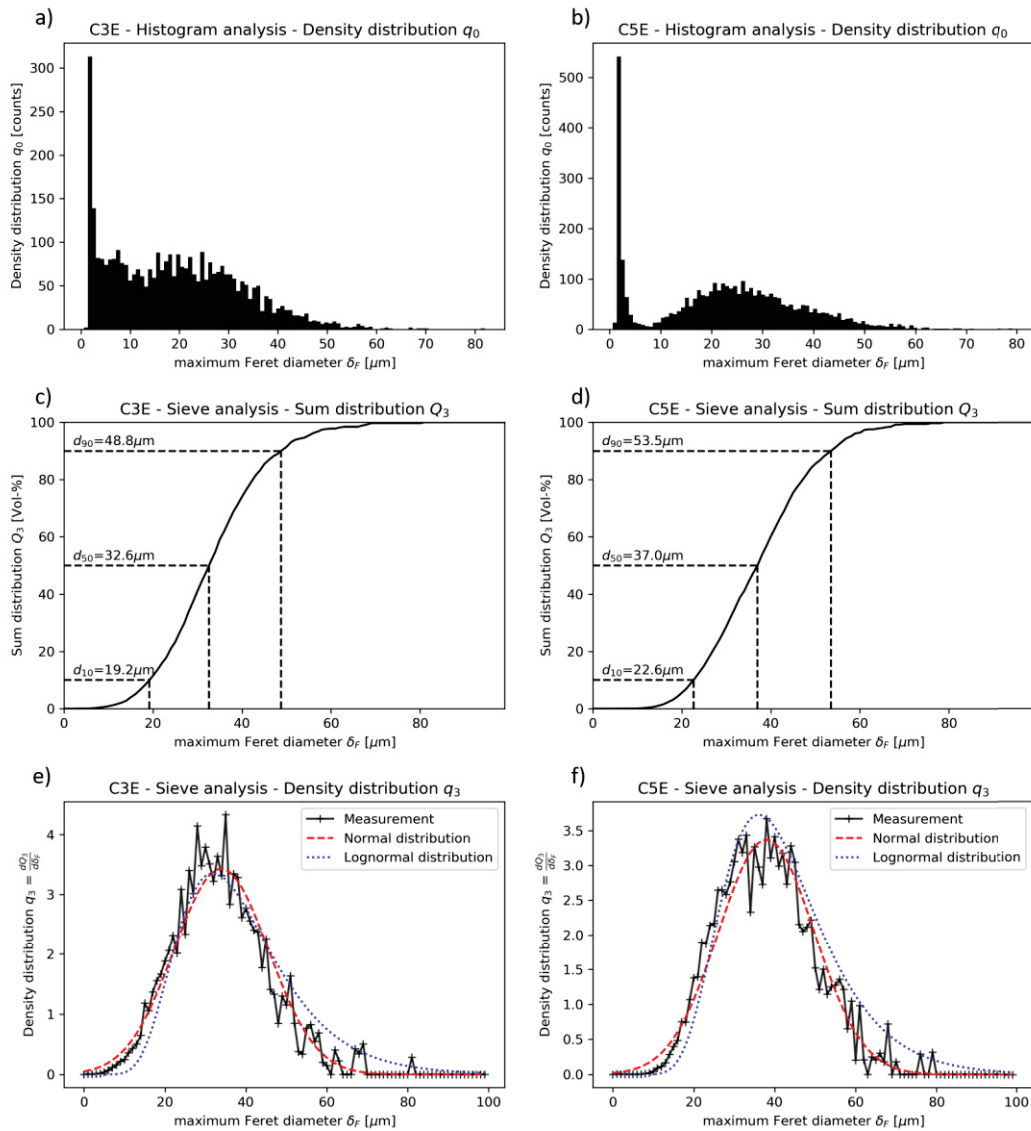 a)
C3E - Histogram analysis - Density distribution q₀
Density distribution q₀ [counts]
300
250
200
150
100
50
0
0 10 20 30 40 50 60 70 80
maximum Feret diameter δ_F [μm]
b)
C5E - Histogram analysis - Density distribution q₀
Density distribution q₀ [counts]
500
400
300
200
100
0
0 10 20 30 40 50 60 70 80
maximum Feret diameter δ_F [μm]
c)
C3E - Sieve analysis - Sum distribution Q₃
Sum distribution Q₃ [Vol-%]
100
80
60
40
20
0
d₉₀=48.8μm
d₅₀=32.6μm
d₁₀=19.2μm
0 20 40 60 80
maximum Feret diameter δ_F [μm]
d)
C5E - Sieve analysis - Sum distribution Q₃
Sum distribution Q₃ [Vol-%]
100
80
60
40
20
0
d₉₀=53.5μm
d₅₀=37.0μm
d₁₀=22.6μm
0 20 40 60 80
maximum Feret diameter δ_F [μm]
e)
C3E - Sieve analysis - Density distribution q₃
Density distribution q₃ = dQ₃/dδ_F
4
3
2
1
0
Measurement
Normal distribution
Lognormal distribution
0 20 40 60 80 100
maximum Feret diameter δ_F [μm]
f)
C5E - Sieve analysis - Density distribution q₃
Density distribution q₃ = dQ₃/dδ_F
3.5
3.0
2.5
2.0
1.5
1.0
0.5
0.0
Measurement
Normal distribution
Lognormal distribution
0 20 40 60 80 100
maximum Feret diameter δ_F [μm]